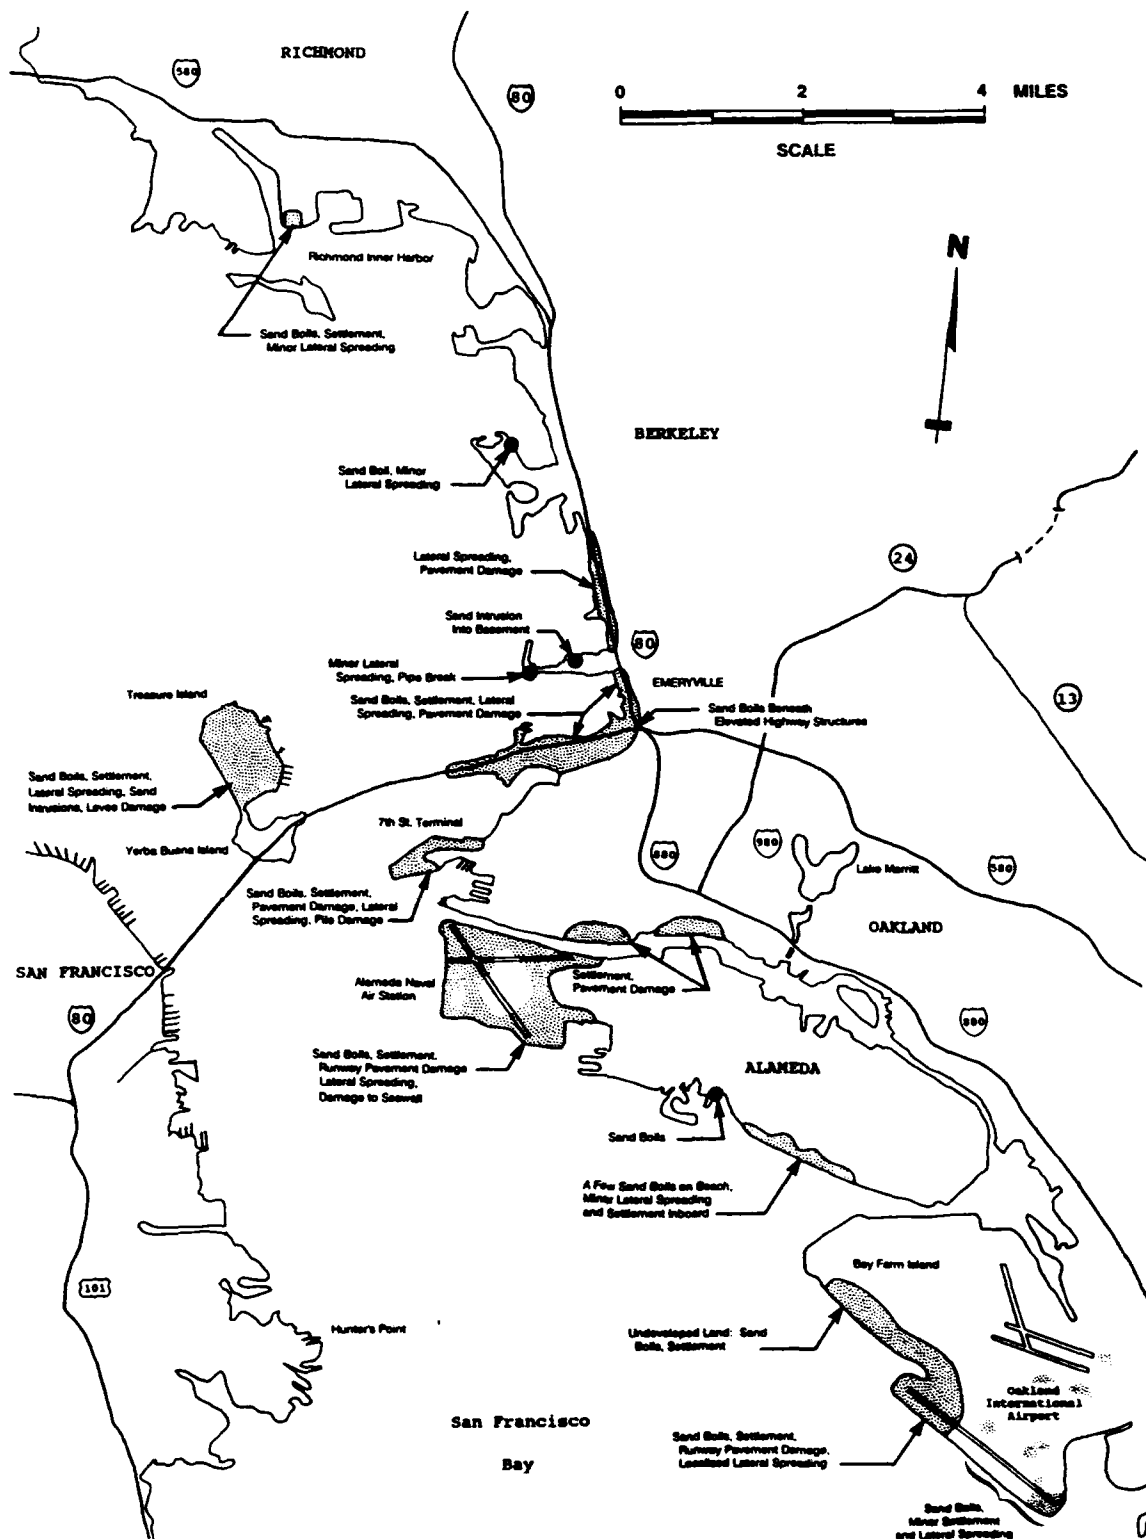 RICHMOND
580
80
0 2 4 MILES
SCALE
N
Richmond Inner Harbor
Sand Boils, Settlement,
Minor Lateral Spreading
BERKELEY
Sand Boil, Minor
Lateral Spreading
24
Lateral Spreading,
Pavement Damage
Sand Intrusion
Into Basement
80
Minor Lateral
Spreading, Pipe Break
EMERYVILLE
13
Treasure Island
Sand Boils, Settlement, Lateral
Spreading, Pavement Damage
Sand Boils Beneath
Elevated Highway Structures
Sand Boils, Settlement,
Lateral Spreading, Sand
Intrusions, Levee Damage
7th St. Terminal
Yerba Buena Island
880
980
Lake Merritt
580
Sand Boils, Settlement,
Pavement Damage, Lateral
Spreading, Pile Damage
OAKLAND
SAN FRANCISCO
Alameda Naval
Air Station
Settlement,
Pavement Damage
80
880
Sand Boils, Settlement,
Runway Pavement Damage
Lateral Spreading,
Damage to Seawall
ALAMEDA
Sand Boils
A Few Sand Boils on Beach,
Minor Lateral Spreading
and Settlement Inboard
Bay Farm Island
101
Hunter's Point
Undeveloped Land: Sand
Boils, Settlement
Oakland
International
Airport
San Francisco
Bay
Sand Boils, Settlement,
Runway Pavement Damage,
Localized Lateral Spreading
Sand Boils,
Minor Settlement
and Lateral Spreading